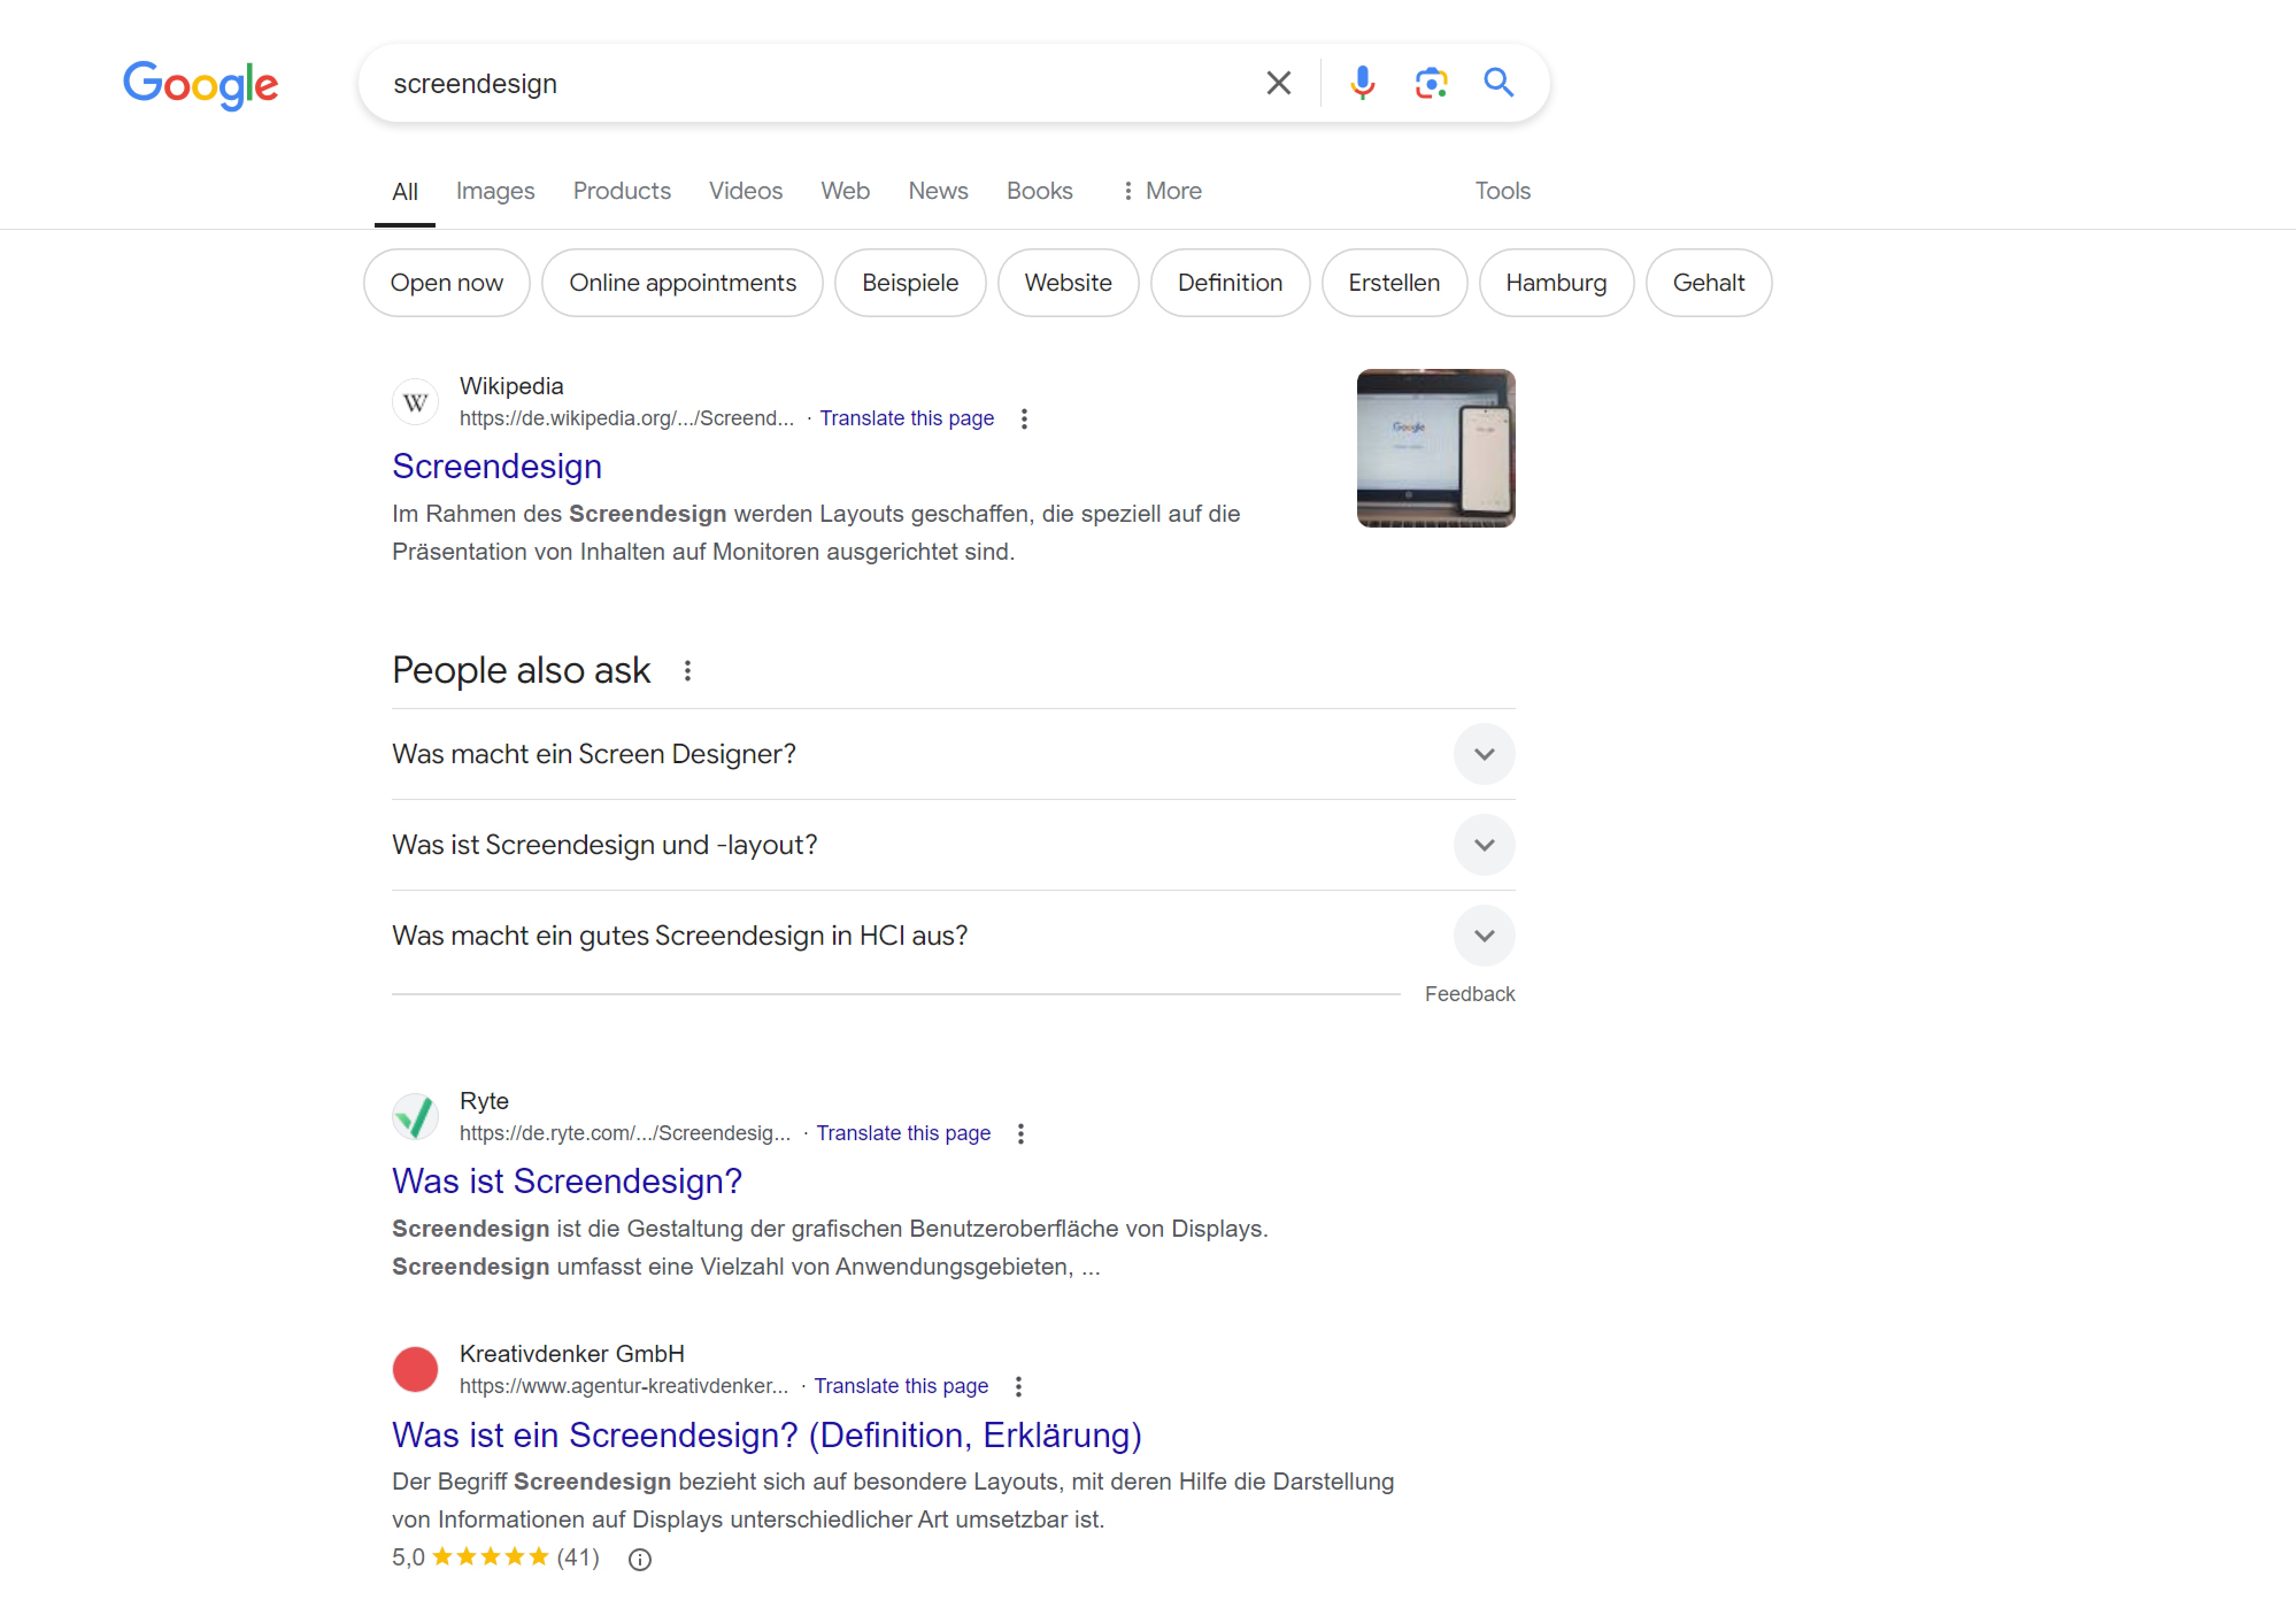 Google
screendesign
All Images Products Videos Web News Books More Tools
Open now Online appointments Beispiele Website Definition Erstellen Hamburg Gehalt
W
Wikipedia
https://de.wikipedia.org/.../Screend... · Translate this page
Google
Screendesign
Im Rahmen des Screendesign werden Layouts geschaffen, die speziell auf die
Präsentation von Inhalten auf Monitoren ausgerichtet sind.
People also ask
Was macht ein Screen Designer?
Was ist Screendesign und -layout?
Was macht ein gutes Screendesign in HCI aus?
Feedback
Ryte
https://de.ryte.com/.../Screendesig... · Translate this page
Was ist Screendesign?
Screendesign ist die Gestaltung der grafischen Benutzeroberfläche von Displays.
Screendesign umfasst eine Vielzahl von Anwendungsgebieten, ...
Kreativdenker GmbH
https://www.agentur-kreativdenker... · Translate this page
Was ist ein Screendesign? (Definition, Erklärung)
Der Begriff Screendesign bezieht sich auf besondere Layouts, mit deren Hilfe die Darstellung
von Informationen auf Displays unterschiedlicher Art umsetzbar ist.
5,0 ★★★★★ (41)